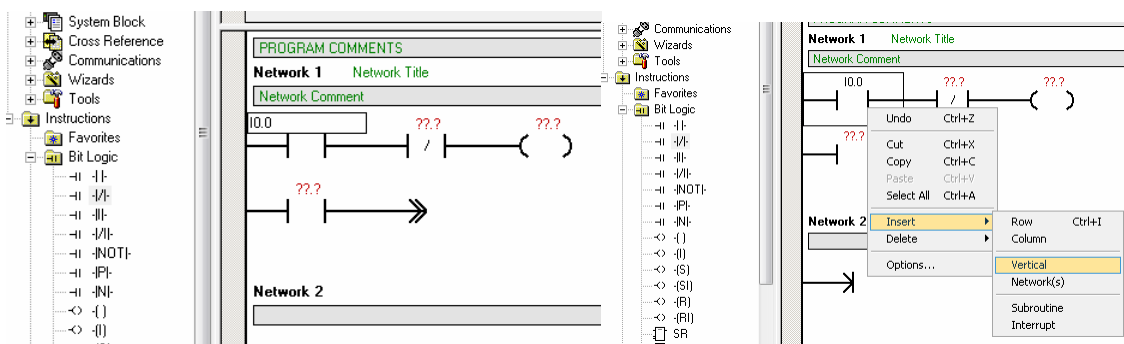 System Block
Cross Reference
Communications
Wizards
Tools
Instructions
Favorites
Bit Logic
-| |-
-|/|-
-|I|-
-|/I|-
-|NOT|-
-|P|-
-|N|-
-( )
-(I)
PROGRAM COMMENTS
Network 1 Network Title
Network Comment
I0.0
??.? ??.?
/
??.?
Network 2
Communications
Wizards
Tools
Instructions
Favorites
Bit Logic
-| |-
-|/|-
-|I|-
-|/I|-
-|NOT|-
-|P|-
-|N|-
-( )
-(I)
-(S)
-(SI)
-(R)
-(RI)
SR
Network 1 Network Title
Network Comment
I0.0 ??.? ??.?
/
??.?
Network 2
Undo Ctrl+Z
Cut Ctrl+X
Copy Ctrl+C
Paste Ctrl+V
Select All Ctrl+A
Insert
Delete
Options...
Row Ctrl+I
Column
Vertical
Network(s)
Subroutine
Interrupt